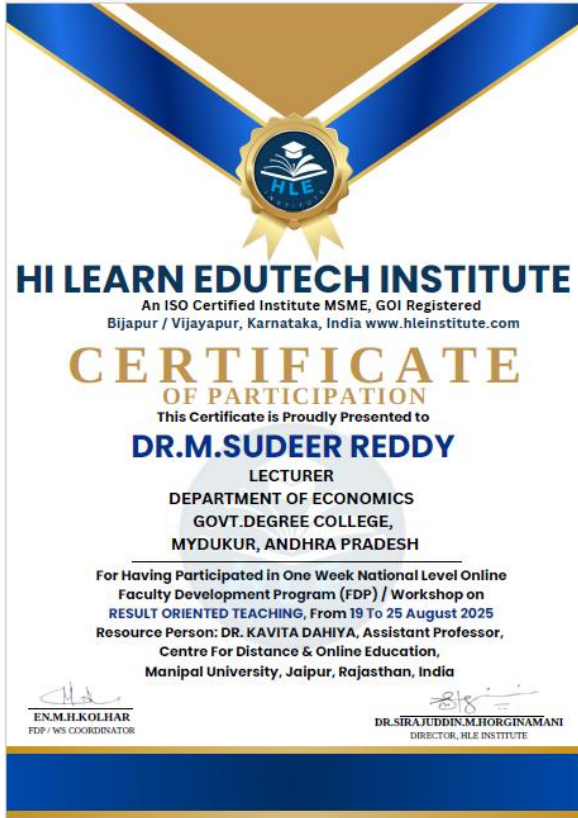 HLE
INSTITUTE
HI LEARN EDUTECH INSTITUTE
An ISO Certified Institute MSME, GOI Registered
Bijapur / Vijayapur, Karnataka, India www.hleinstitute.com
CERTIFICATE
OF PARTICIPATION
This Certificate is Proudly Presented to
DR.M.SUDEER REDDY
LECTURER
DEPARTMENT OF ECONOMICS
GOVT.DEGREE COLLEGE,
MYDUKUR, ANDHRA PRADESH
For Having Participated in One Week National Level Online
Faculty Development Program (FDP) / Workshop on
RESULT ORIENTED TEACHING, From 19 To 25 August 2025
Resource Person: DR. KAVITA DAHIYA, Assistant Professor,
Centre For Distance & Online Education,
Manipal University, Jaipur, Rajasthan, India
EN.M.H.KOLHAR
FDP / WS COORDINATOR
DR.SIRAJUDDIN.M.HORGINAMANI
DIRECTOR, HLE INSTITUTE